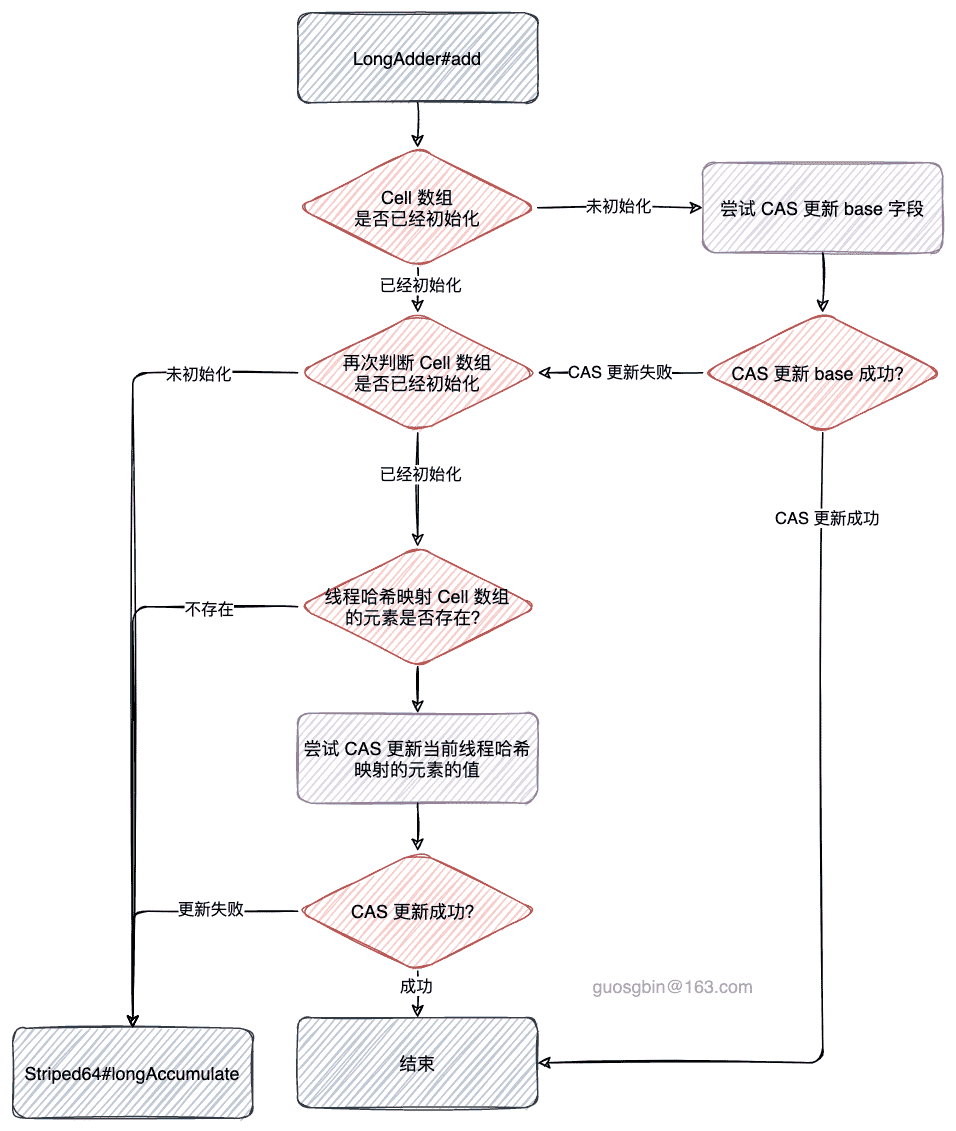 LongAdder#add
Cell 数组
是否已经初始化
未初始化
尝试 CAS 更新 base 字段
已经初始化
再次判断 Cell 数组
是否已经初始化
未初始化
CAS 更新失败
CAS 更新 base 成功?
已经初始化
CAS 更新成功
线程哈希映射 Cell 数组
的元素是否存在?
不存在
尝试 CAS 更新当前线程哈希
映射的元素的值
CAS 更新成功?
更新失败
成功
guosgbin@163.com
结束
Striped64#longAccumulate